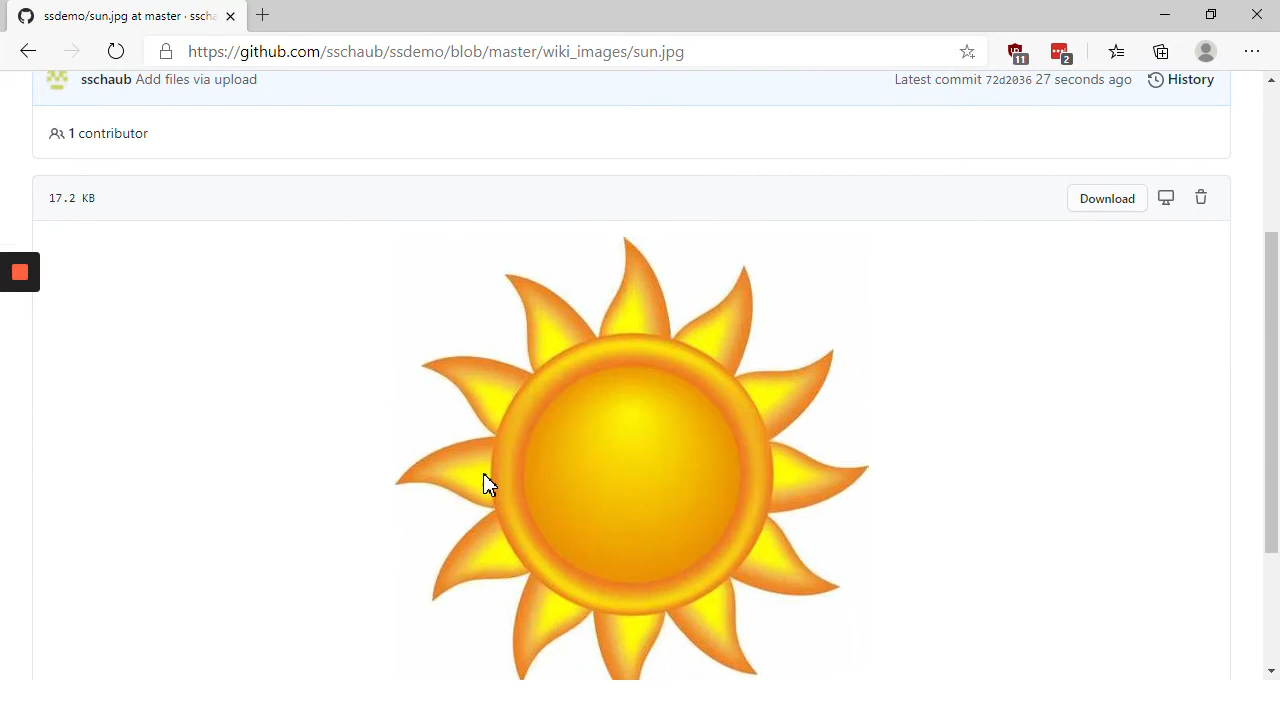 ssdemo/sun.jpg at master · sscha
https://github.com/sschaub/ssdemo/blob/master/wiki_images/sun.jpg
11
2
sschaub Add files via upload
Latest commit 72d2036 27 seconds ago
History
1 contributor
17.2 KB
Download